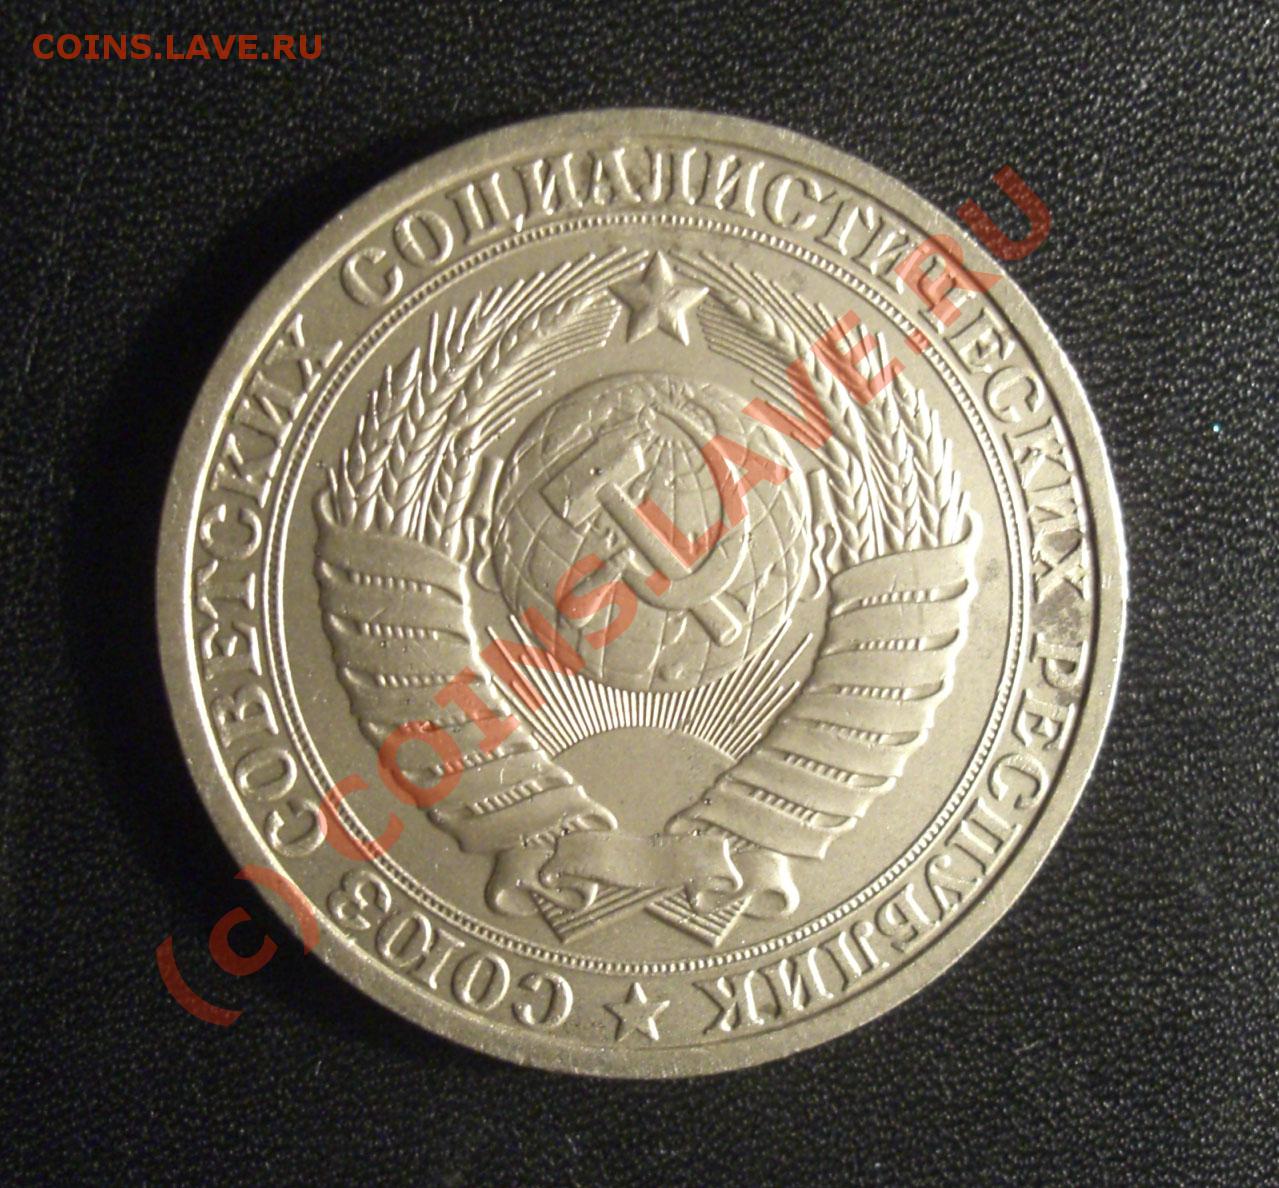 COINS.LAVE.RU
СОЮЗ СОВЕТСКИХ СОЦИАЛИСТИЧЕСКИХ РЕСПУБЛИК
(c) COINS.LAVE.RU